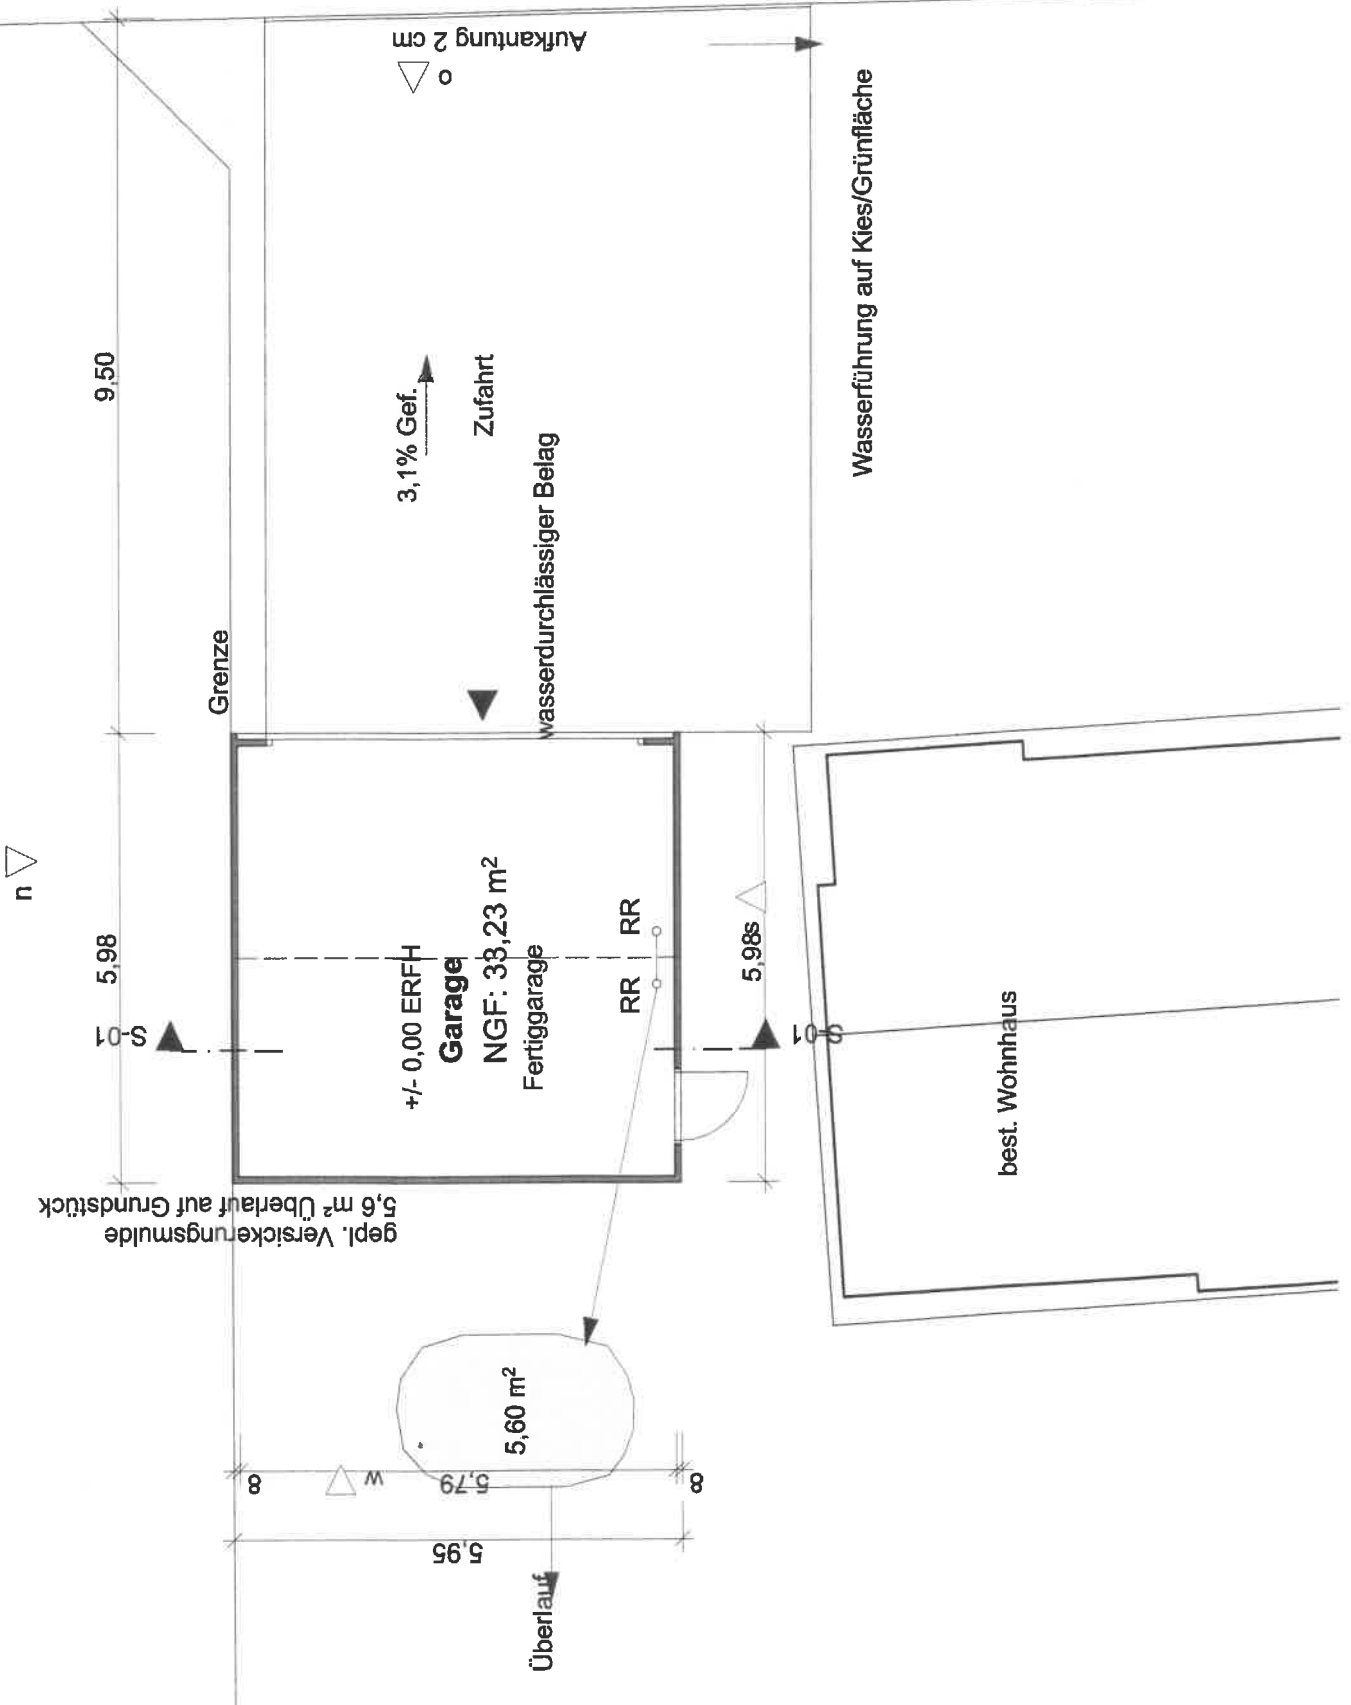 9,50
Aufkantung 2 cm
o
Grenze
3,1% Gef.
Zufahrt
wasserdurchlässiger Belag
Wasserführung auf Kies/Grünfläche
n
5,98
S-01
+/- 0,00 ERFH
Garage
NGF: 33,23 m²
Fertiggarage
RR
RR
5,98
s
S-01
best. Wohnhaus
gepl. Versickerungsmulde
5,6 m² Überlauf auf Grundstück
5,60 m²
8
w
5,79
8
5,95
Überlauf